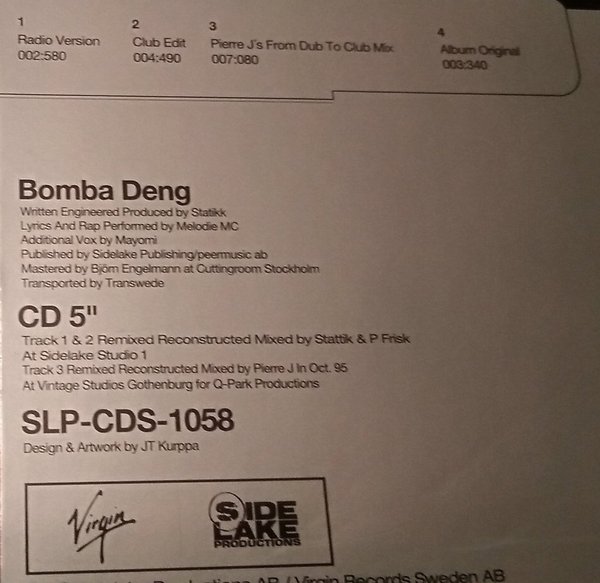 1
Radio Version
002:580
2
Club Edit
004:490
3
Pierre J's From Dub To Club Mix
007:080
4
Album Original
003:340
Bomba Deng
Written Engineered Produced by Statikk
Lyrics And Rap Performed by Melodie MC
Additional Vox by Mayomi
Published by Sidelake Publishing/peermusic ab
Mastered by Björn Engelmann at Cuttingroom Stockholm
Transported by Transwede
CD 5"
Track 1 & 2 Remixed Reconstructed Mixed by Stattik & P Frisk
At Sidelake Studio 1
Track 3 Remixed Reconstructed Mixed by Pierre J In Oct. 95
At Vintage Studios Gothenburg for Q-Park Productions
SLP-CDS-1058
Design & Artwork by JT Kurppa
Virgin
SIDE
LAKE
PRODUCTIONS
Productions AB / Virgin Records Sweden AB